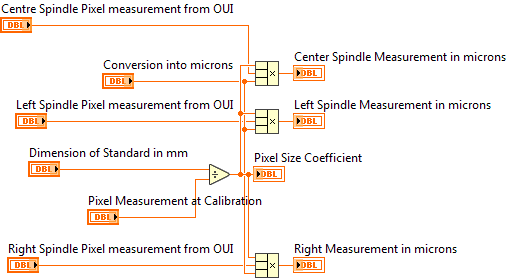 Centre Spindle Pixel measurement from OUI
DBL
Center Spindle Measurement in microns
Conversion into microns
× DBL
DBL
Left Spindle Pixel measurement from OUI
Left Spindle Measurement in microns
DBL
× DBL
Dimension of Standard in mm
Pixel Size Coefficient
DBL
÷
DBL
Pixel Measurement at Calibration
DBL
Right Spindle Pixel measurement from OUI
Right Measurement in microns
DBL
× DBL